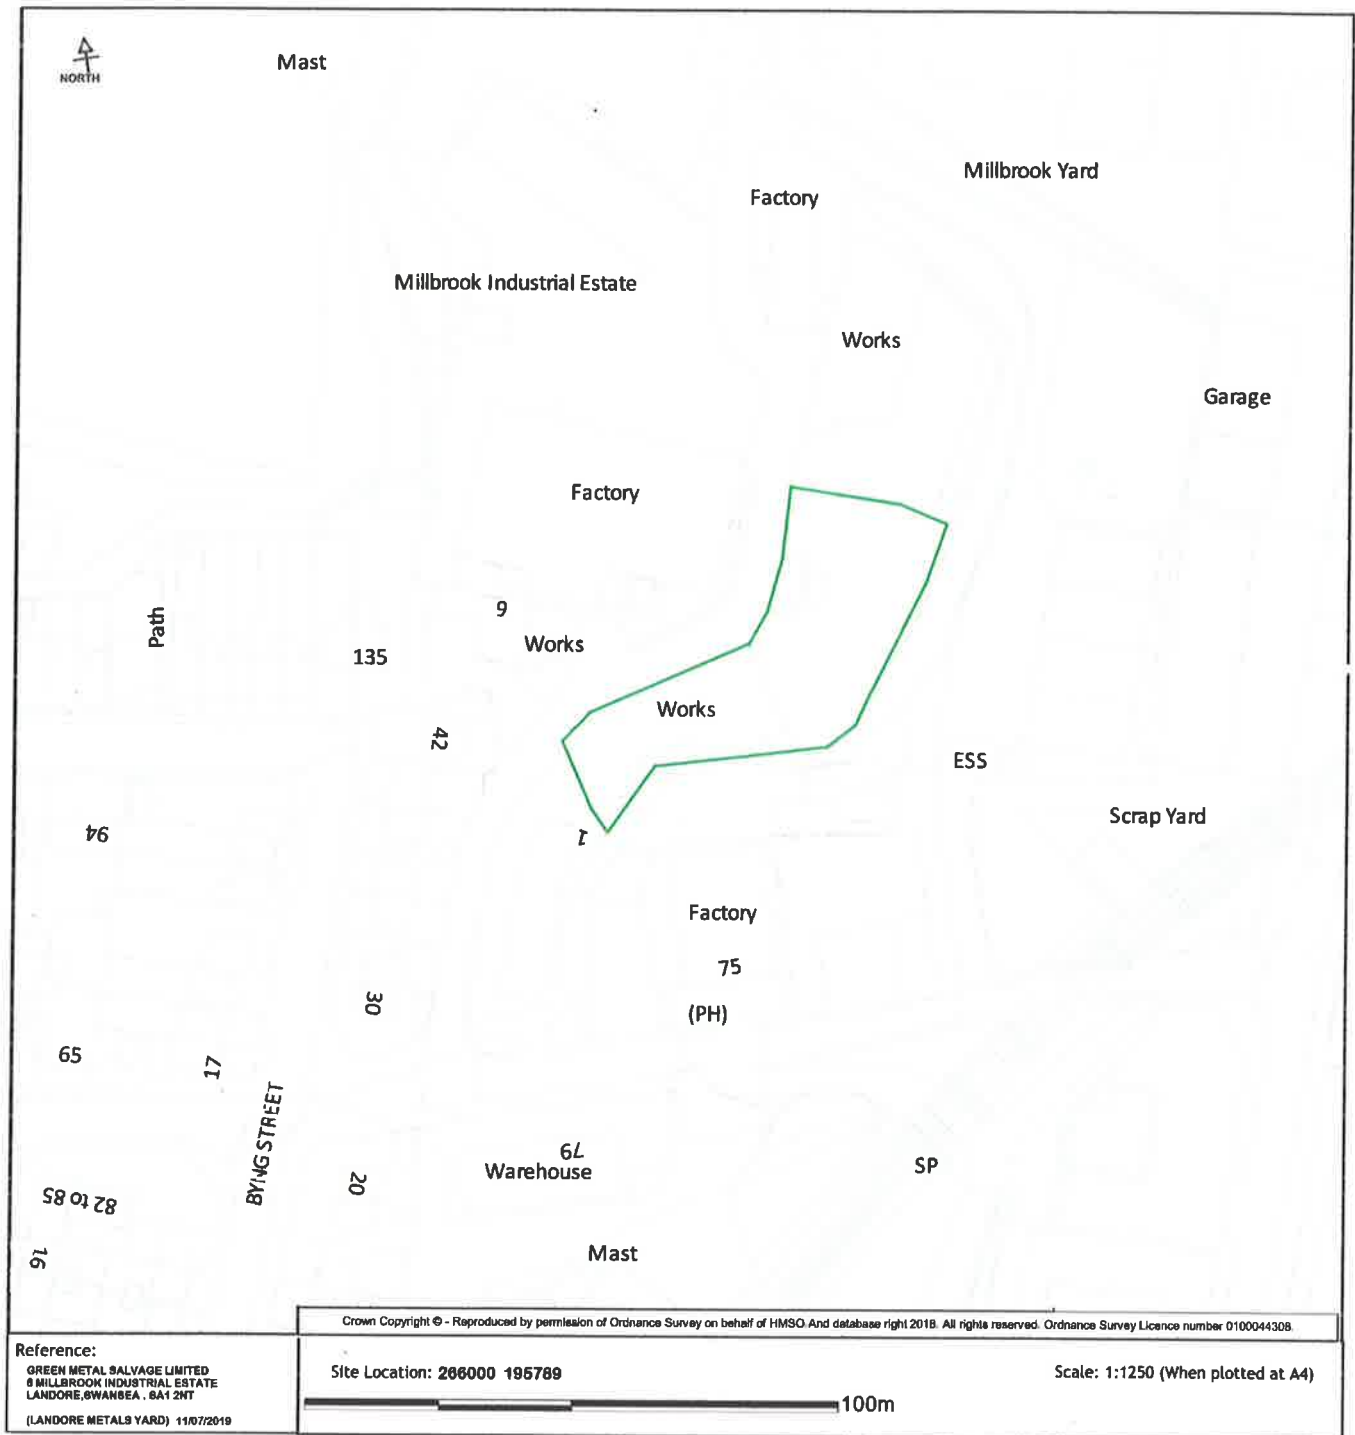 NORTH
Mast
Millbrook Yard
Factory
Millbrook Industrial Estate
Works
Garage
Factory
9
Path
Works
135
Works
42
ESS
Scrap Yard
94
1
Factory
75
30
(PH)
65
17
BYNG STREET
79
Warehouse
SP
20
82 to 85
Mast
16
Crown Copyright © - Reproduced by permission of Ordnance Survey on behalf of HMSO. And database right 2018. All rights reserved. Ordnance Survey Licence number 0100044308.
Reference:
GREEN METAL SALVAGE LIMITED
6 MILLBROOK INDUSTRIAL ESTATE
LANDORE, SWANSEA , SA1 2NT
(LANDORE METALS YARD) 11/07/2019
Site Location: 266000 195789
Scale: 1:1250 (When plotted at A4)
100m